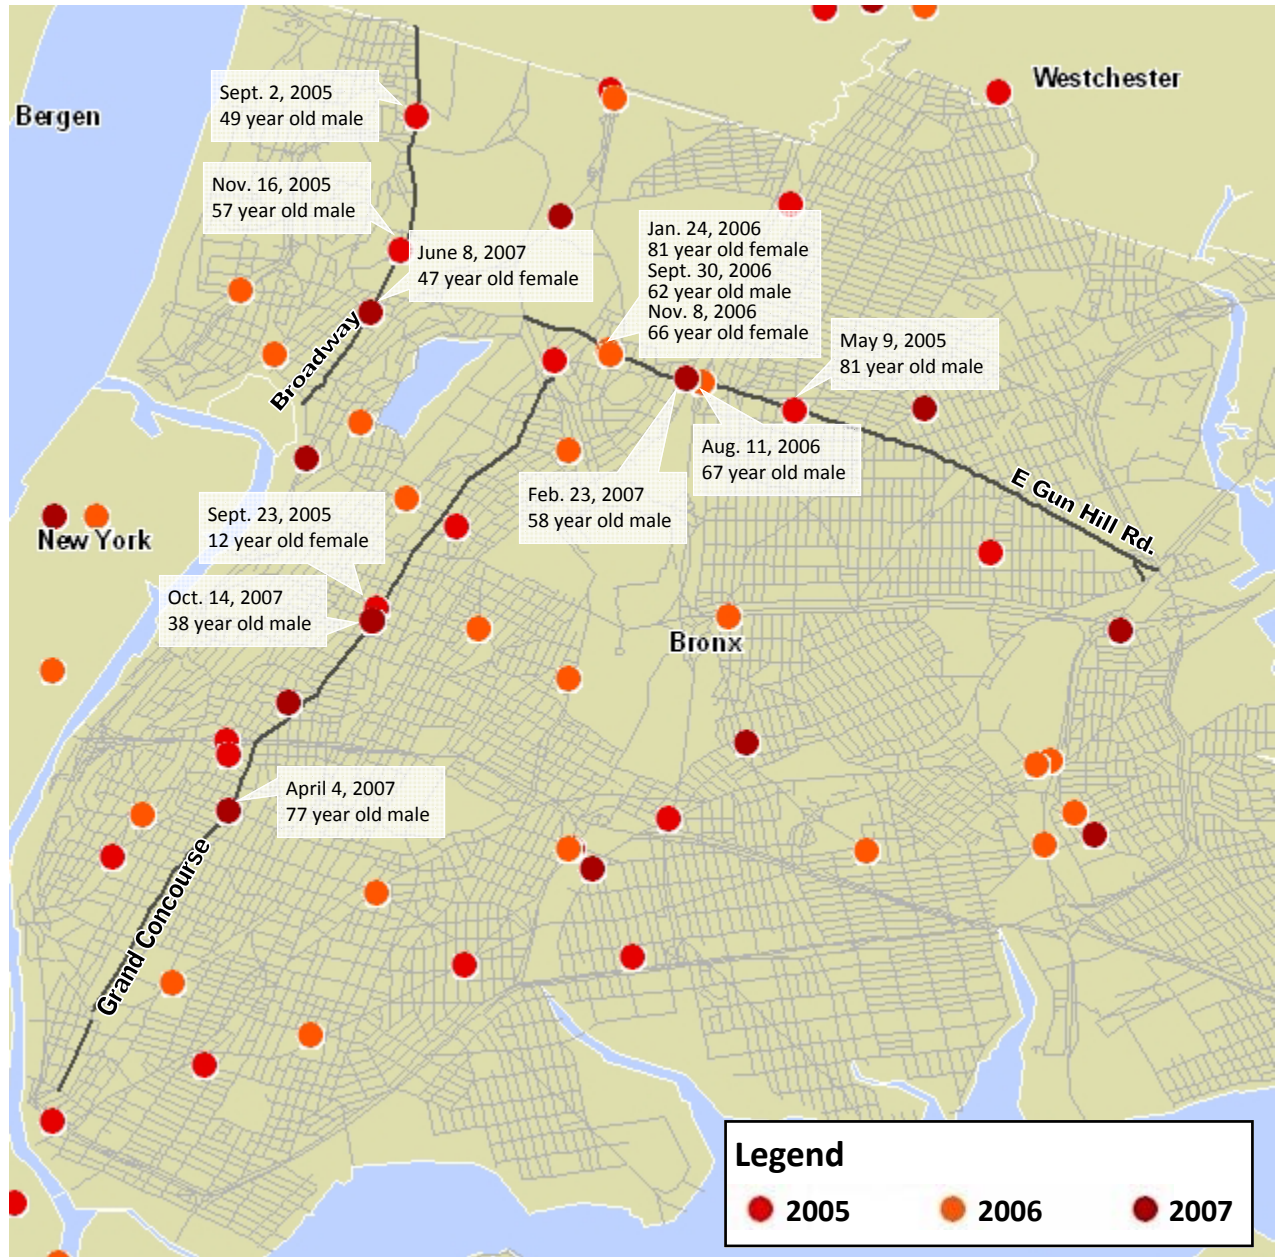 Westchester
Bergen
Sept. 2, 2005
49 year old male
Nov. 16, 2005
57 year old male
June 8, 2007
47 year old female
Jan. 24, 2006
81 year old female
Sept. 30, 2006
62 year old male
Nov. 8, 2006
66 year old female
May 9, 2005
81 year old male
Broadway
Aug. 11, 2006
67 year old male
Feb. 23, 2007
58 year old male
E Gun Hill Rd.
New York
Sept. 23, 2005
12 year old female
Oct. 14, 2007
38 year old male
Bronx
April 4, 2007
77 year old male
Grand Concourse
Legend
2005
2006
2007